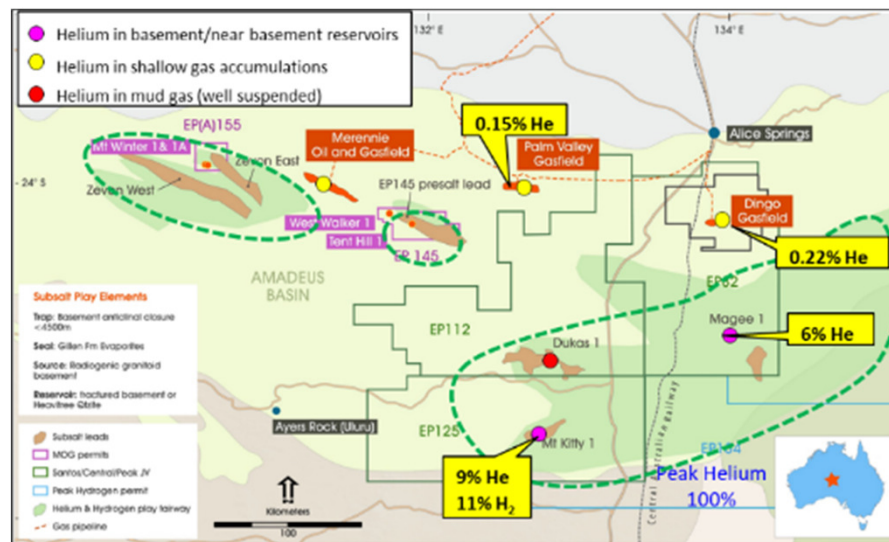 Helium in basement/near basement reservoirs
Helium in shallow gas accumulations
Helium in mud gas (well suspended)
132° E
134° E
EP(A)155
Mt Winter 1 & 1A
Zevon East
Zevon West
24° S
Merennie
Oil and Gasfield
0.15% He
Palm Valley
Gasfield
Alice Springs
EP145 presalt lead
West Walker 1
Tent Hill 1
EP 145
Dingo
Gasfield
0.22% He
AMADEUS
BASIN
EP82
EP112
Dukas 1
Magee 1
6% He
Subsalt Play Elements
Trap: Basement anticlinal closure
<4500m
Seal: Gillen Fm Evaporites
Source: Radiogenic granitoid
basement
Reservoir: fractured basement or
Heavitree Qtzite
Ayers Rock (Uluru)
EP125
Mt Kitty 1
9% He
11% H₂
Central Australian Railway
Peak Helium
100%
Subsalt leads
MOG permits
Santos/Central/Peak JV
Peak Hydrogen permit
Helium & Hydrogen play fairway
Gas pipeline
Kilometers
100